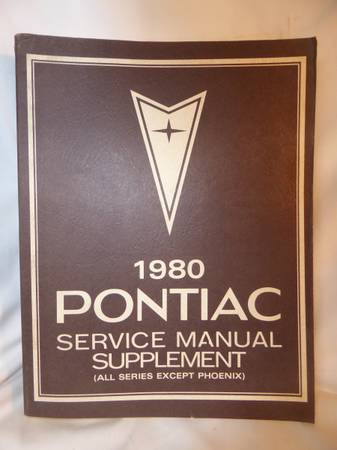 1980
PONTIAC
SERVICE MANUAL
SUPPLEMENT
(ALL SERIES EXCEPT PHOENIX)